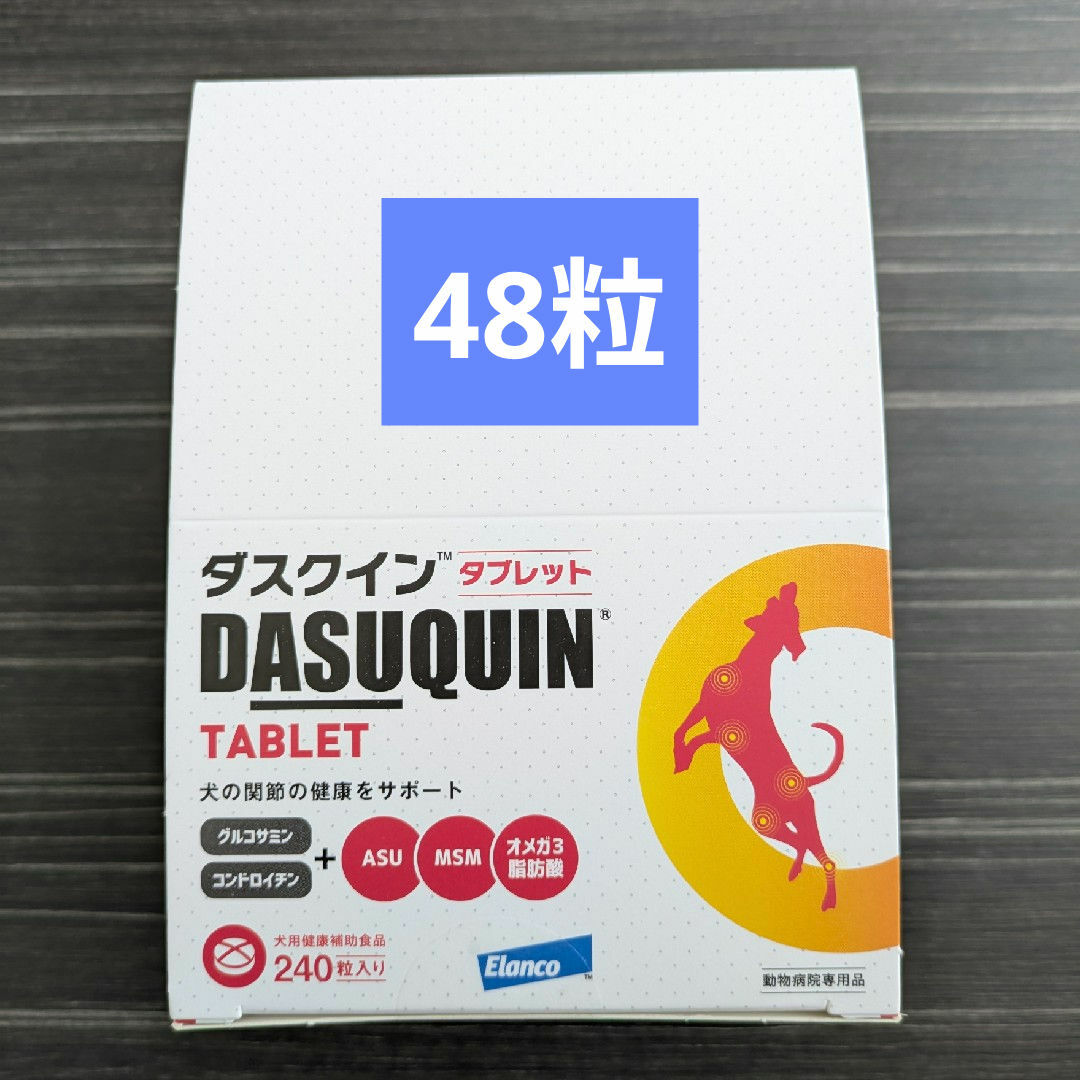 48粒
ダスクイン™ タブレット
DASUQUIN®
TABLET
犬の関節の健康をサポート
グルコサミン
コンドロイチン
+
ASU
MSM
オメガ3
脂肪酸
犬用健康補助食品
240粒入り
Elanco™
動物病院専用品